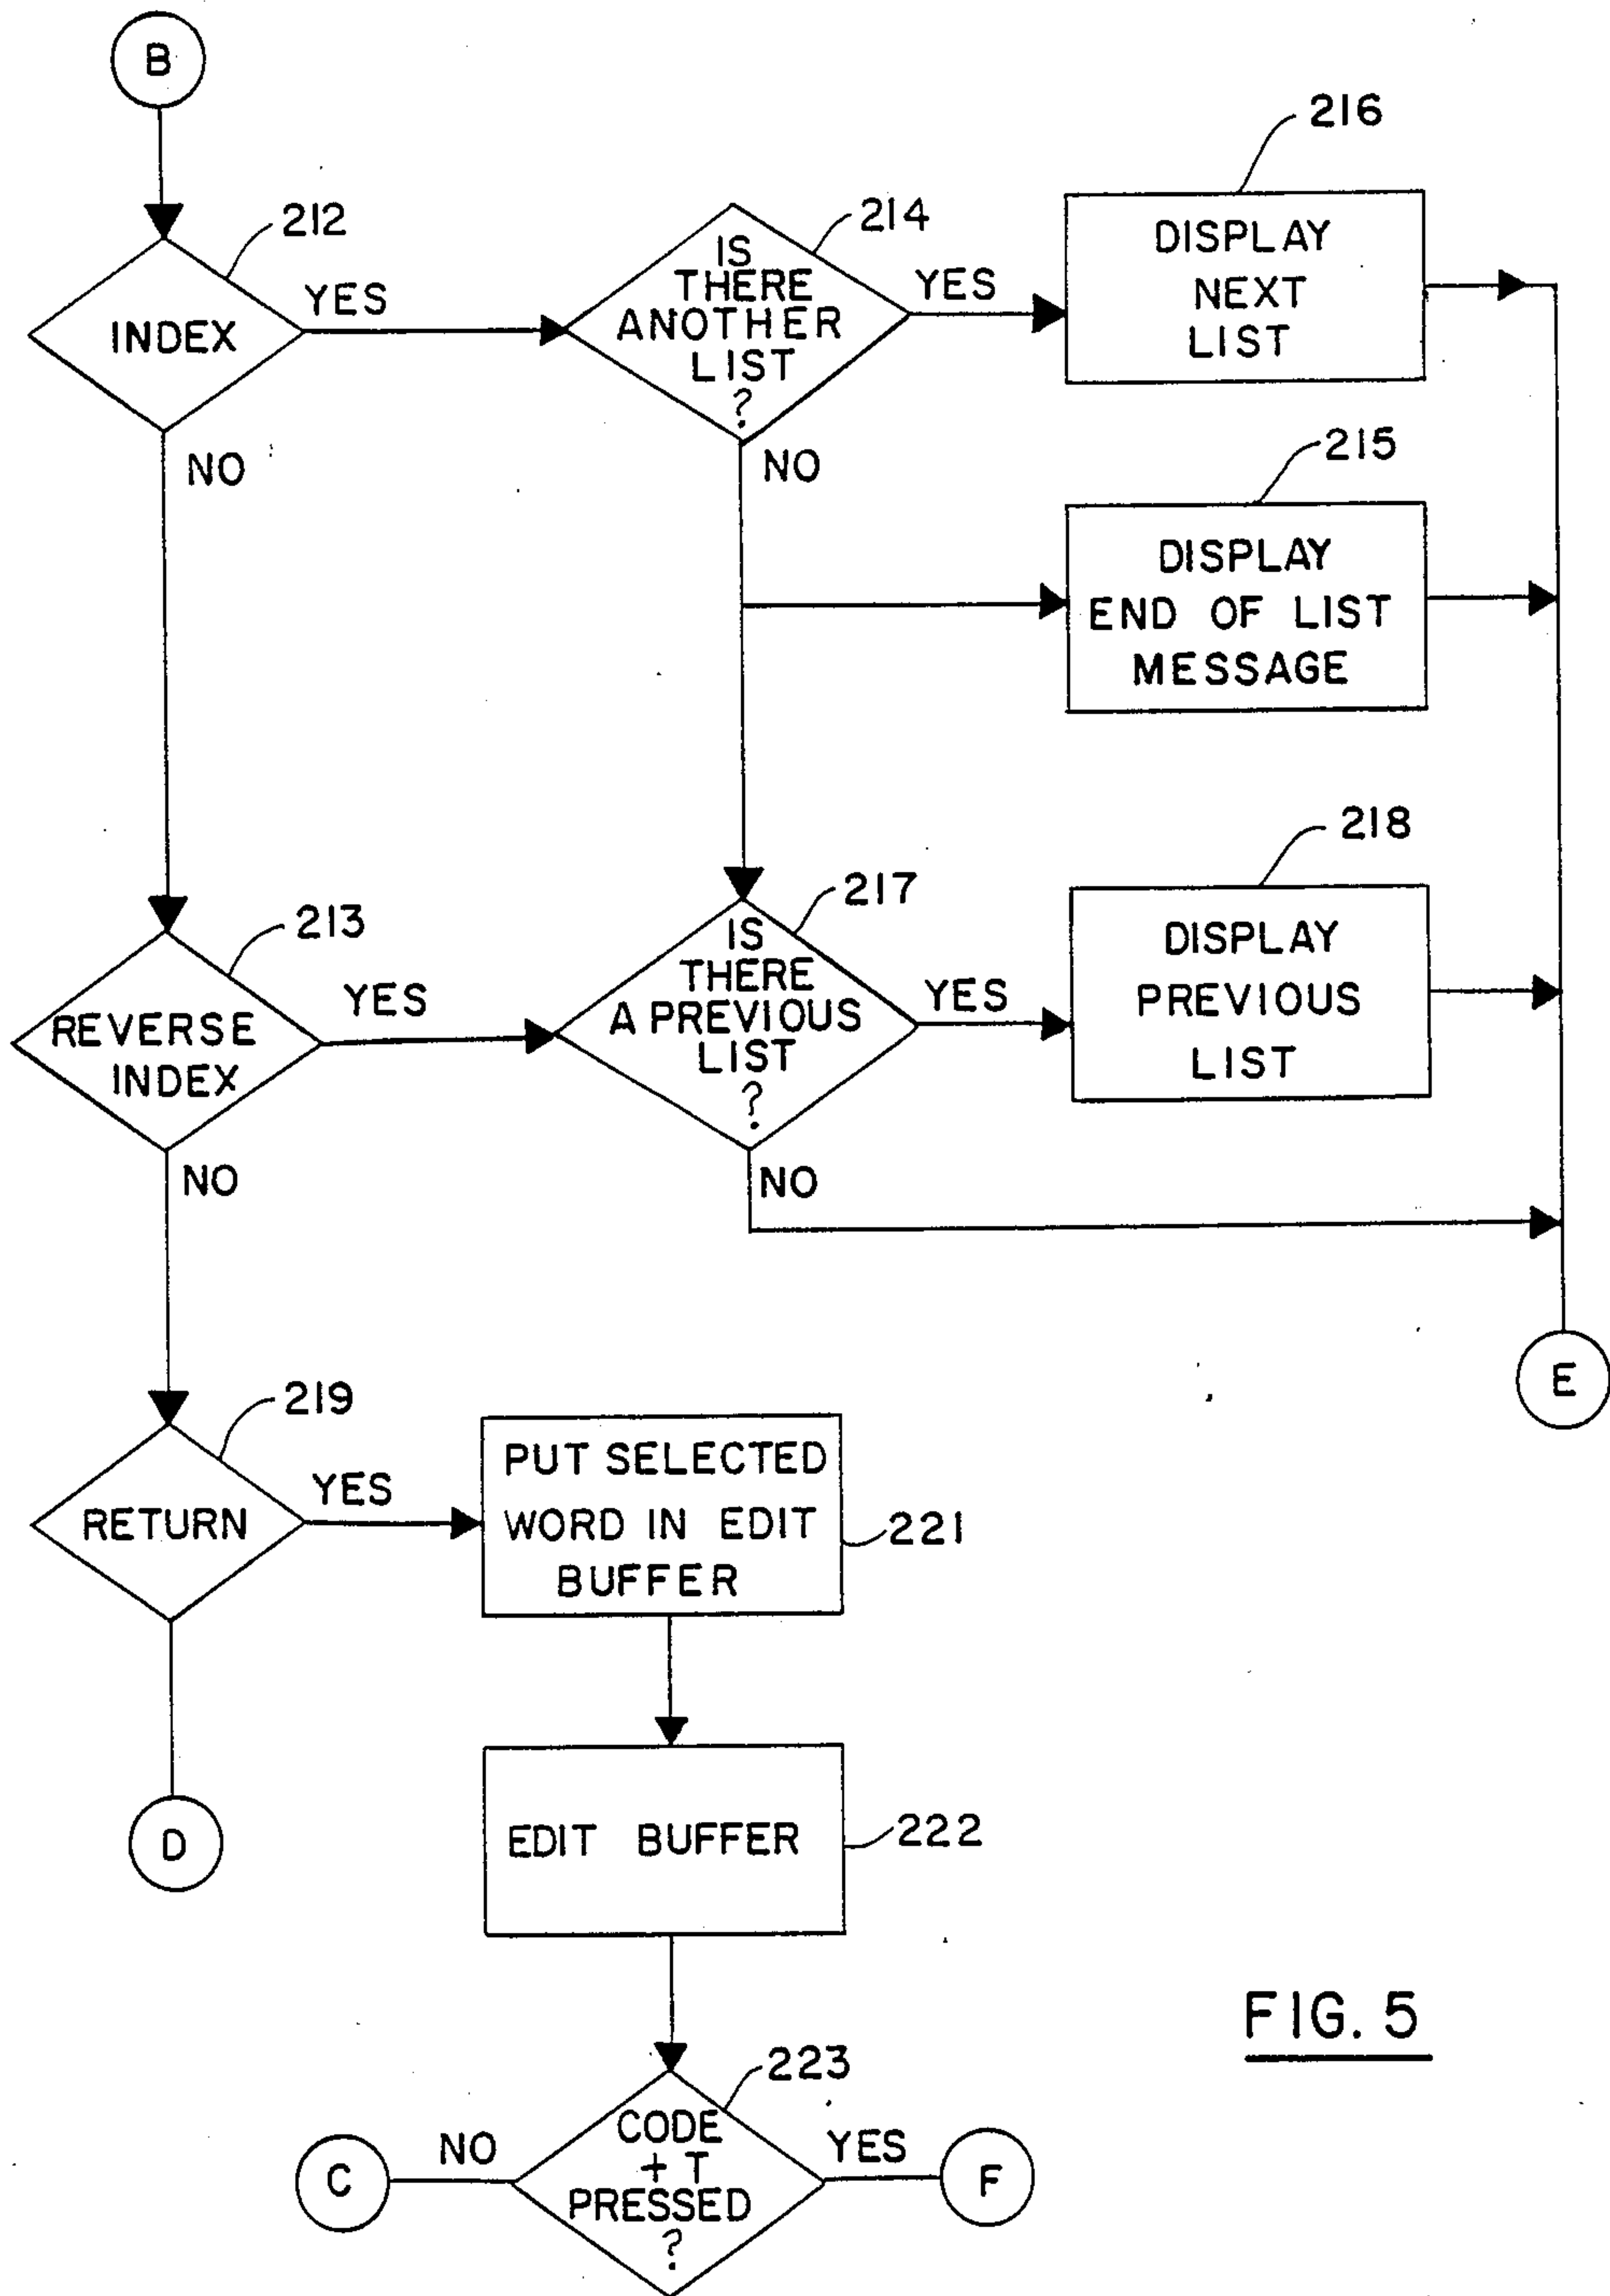 B
216
212
214
DISPLAY
NEXT
LIST
IS
THERE
ANOTHER
LIST
?
YES
YES
INDEX
NO
NO
215
DISPLAY
END OF LIST
MESSAGE
218
217
213
IS
THERE
A PREVIOUS
LIST
?
DISPLAY
PREVIOUS
LIST
YES
YES
REVERSE
INDEX
NO
NO
E
219
PUT SELECTED
WORD IN EDIT
BUFFER
YES
RETURN
221
D
EDIT BUFFER
222
FIG. 5
223
CODE
+ T
PRESSED
?
NO
YES
C
F